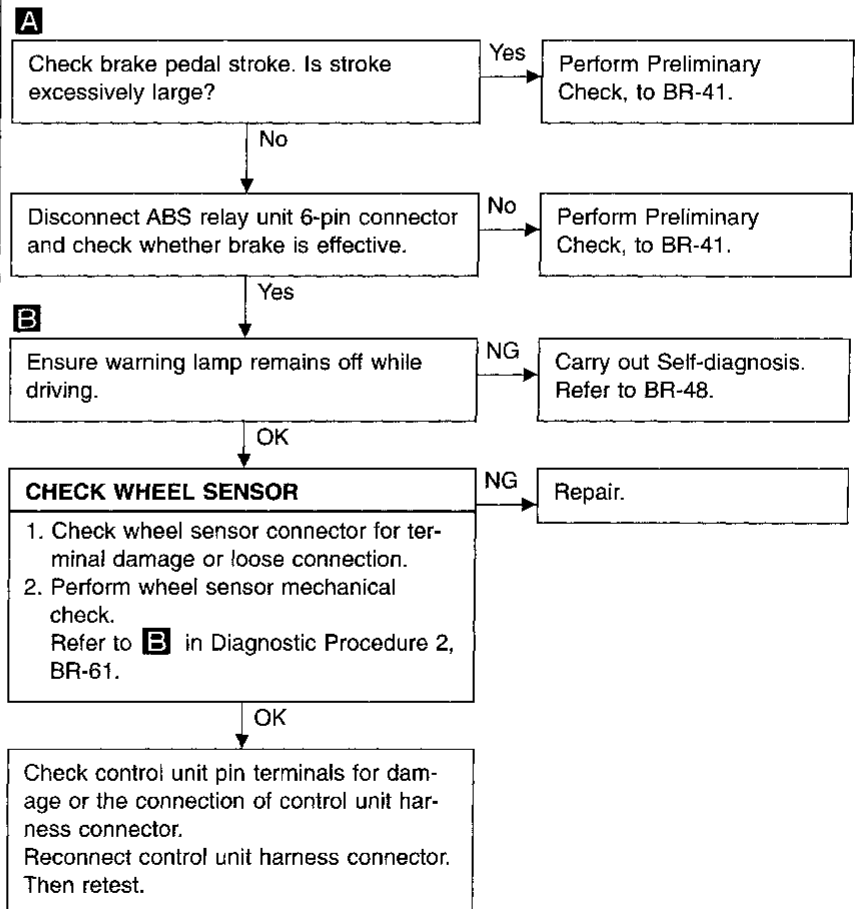 A
Check brake pedal stroke. Is stroke
excessively large?
Yes
Perform Preliminary
Check, to BR-41.
No
Disconnect ABS relay unit 6-pin connector
and check whether brake is effective.
No
Perform Preliminary
Check, to BR-41.
Yes
B
Ensure warning lamp remains off while
driving.
NG
Carry out Self-diagnosis.
Refer to BR-48.
OK
CHECK WHEEL SENSOR
NG
Repair.
1. Check wheel sensor connector for ter-
minal damage or loose connection.
2. Perform wheel sensor mechanical
check.
Refer to B in Diagnostic Procedure 2,
BR-61.
OK
Check control unit pin terminals for dam-
age or the connection of control unit har-
ness connector.
Reconnect control unit harness connector.
Then retest.